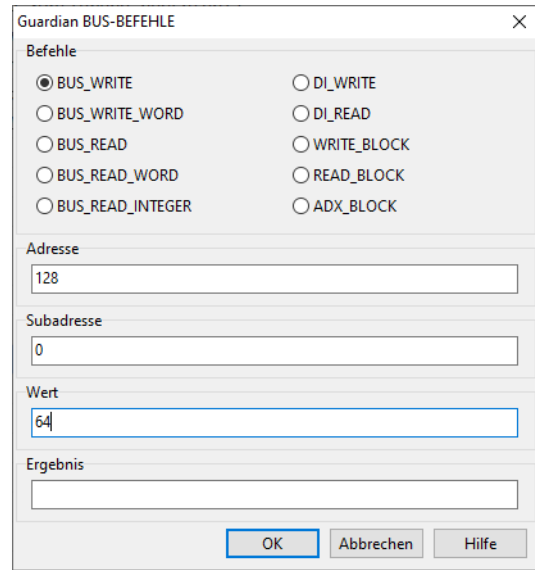 Guardian BUS-BEFEHLE
Befehle
BUS_WRITE
DI_WRITE
BUS_WRITE_WORD
DI_READ
BUS_READ
WRITE_BLOCK
BUS_READ_WORD
READ_BLOCK
BUS_READ_INTEGER
ADX_BLOCK
Adresse
128
Subadresse
0
Wert
64
Ergebnis
OK Abbrechen Hilfe